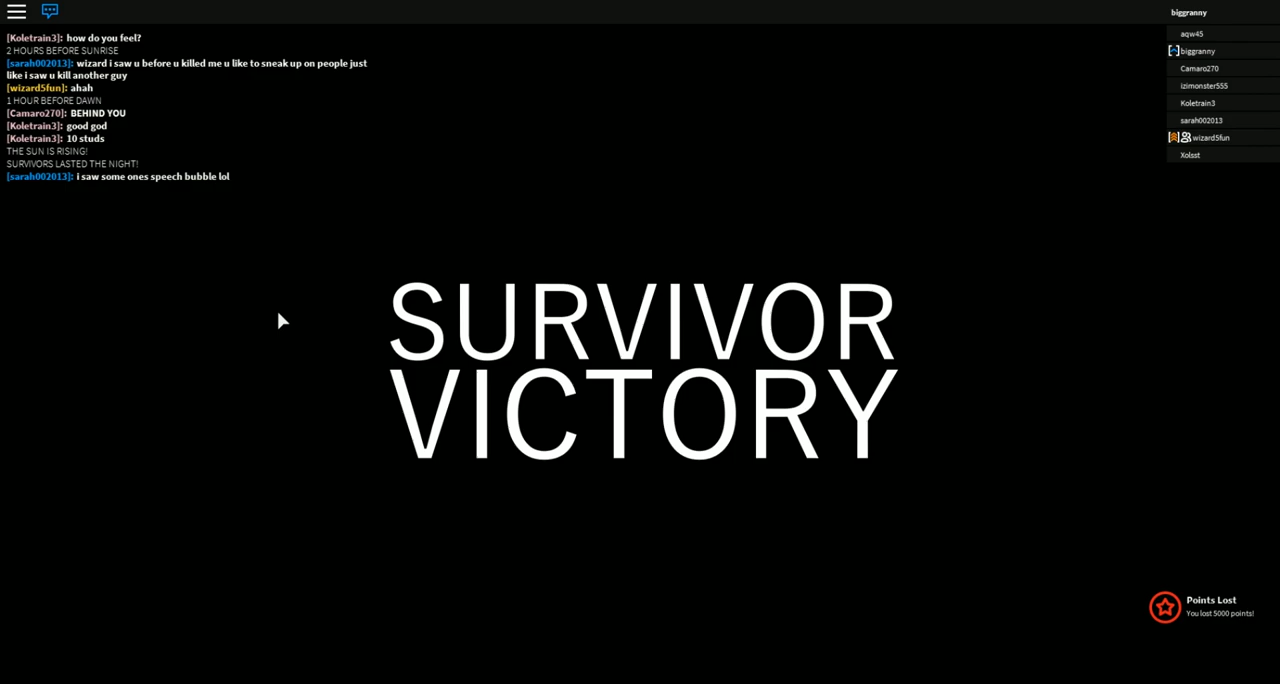 [Koletrain3]: how do you feel?
2 HOURS BEFORE SUNRISE
[sarah002013]: wizard i saw u before u killed me u like to sneak up on people just
like i saw u kill another guy
[wizard5fun]: ahah
1 HOUR BEFORE DAWN
[Camaro270]: BEHIND YOU
[Koletrain3]: good god
[Koletrain3]: 10 studs
THE SUN IS RISING!
SURVIVORS LASTED THE NIGHT!
[sarah002013]: i saw some ones speech bubble lol
SURVIVOR
VICTORY
biggranny
aqw45
biggranny
Camaro270
izimonster555
Koletrain3
sarah002013
wizard5fun
Xolsst
Points Lost
You lost 5000 points!